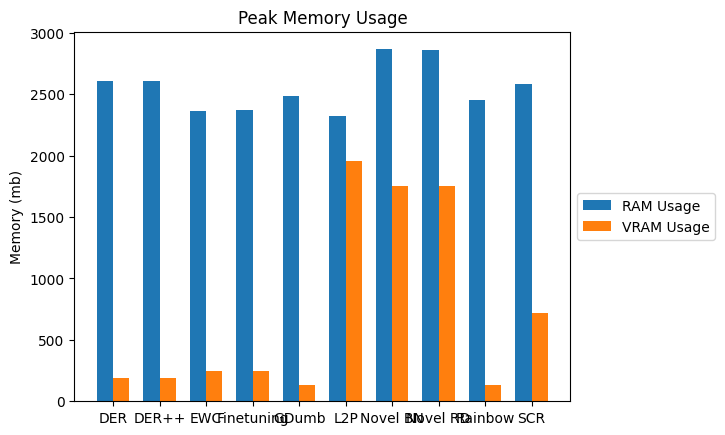 Peak Memory Usage
3000
2500
2000
1500
1000
500
0
Memory (mb)
DER DER++ EWC Finetuning GDumb L2P Novel BN Novel RD Rainbow SCR
RAM Usage
VRAM Usage